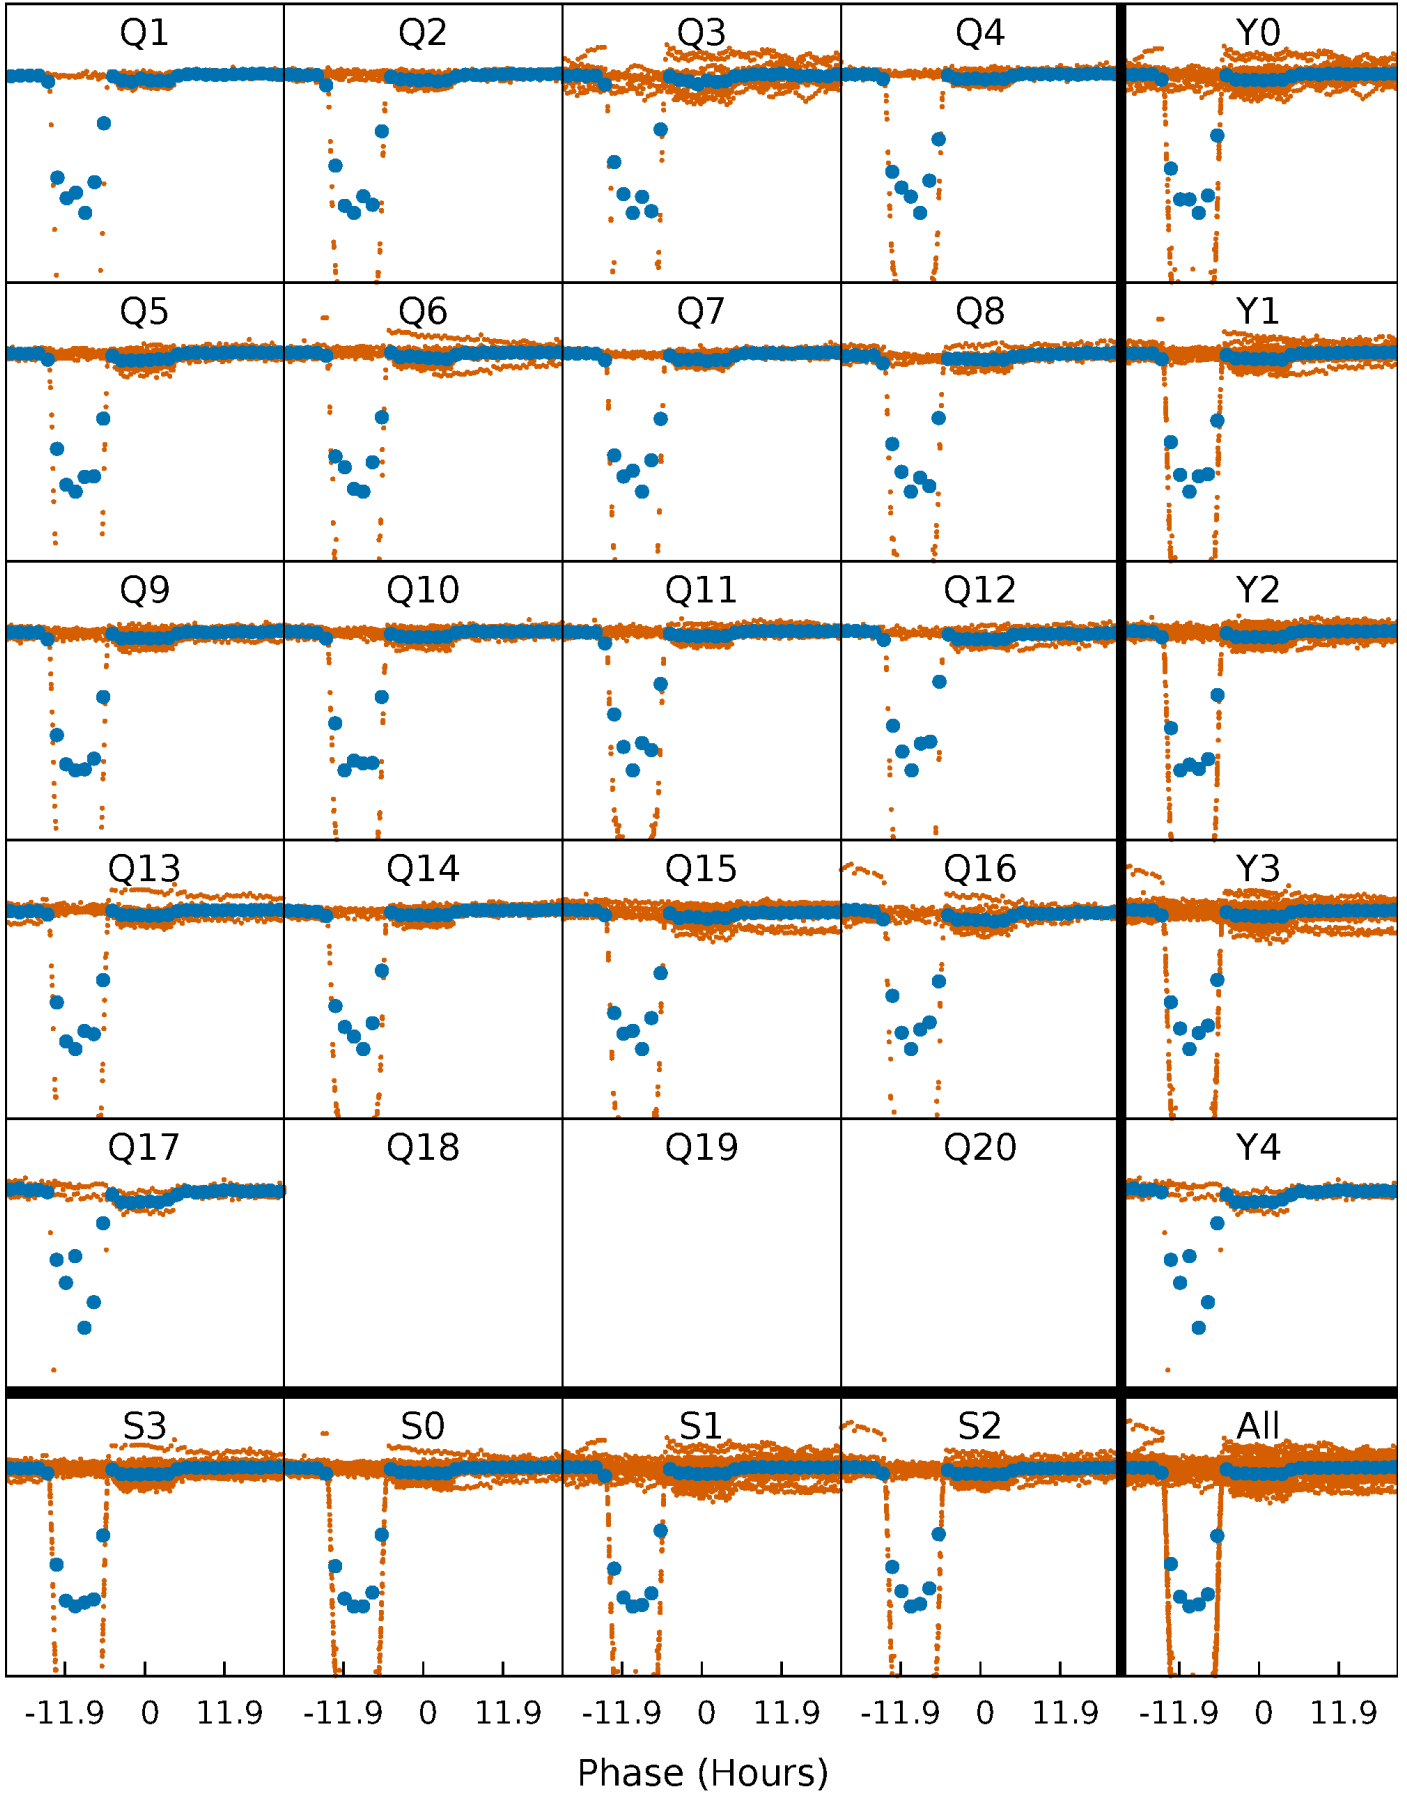 Q1 Q2 Q3 Q4 Y0
Q5 Q6 Q7 Q8 Y1
Q9 Q10 Q11 Q12 Y2
Q13 Q14 Q15 Q16 Y3
Q17 Q18 Q19 Q20 Y4
S3 S0 S1 S2 All
-11.9 0 11.9 -11.9 0 11.9 -11.9 0 11.9 -11.9 0 11.9 -11.9 0 11.9
Phase (Hours)